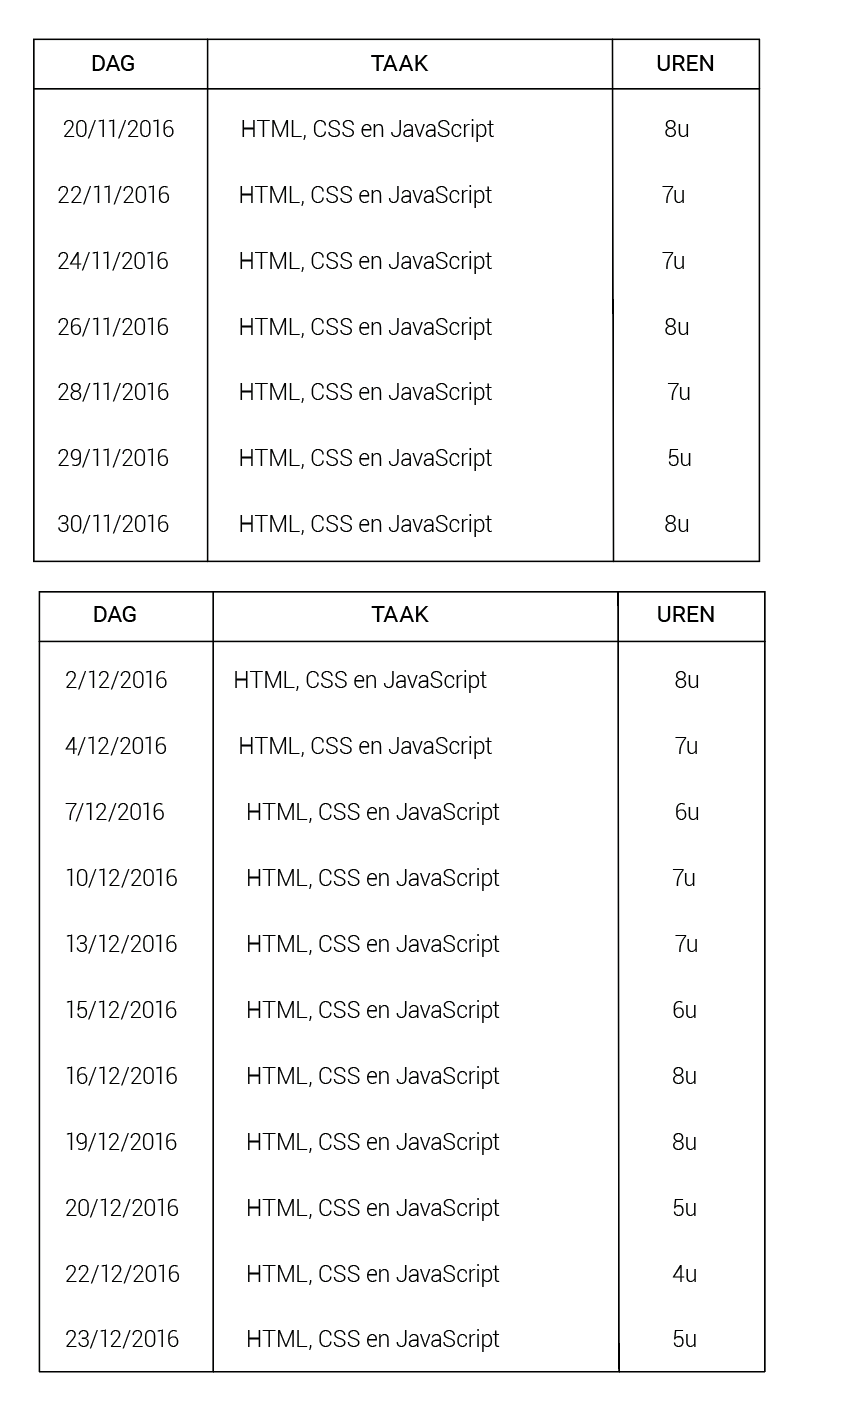 DAG TAAK UREN
20/11/2016 HTML, CSS en JavaScript 8u
22/11/2016 HTML, CSS en JavaScript 7u
24/11/2016 HTML, CSS en JavaScript 7u
26/11/2016 HTML, CSS en JavaScript 8u
28/11/2016 HTML, CSS en JavaScript 7u
29/11/2016 HTML, CSS en JavaScript 5u
30/11/2016 HTML, CSS en JavaScript 8u
DAG TAAK UREN
2/12/2016 HTML, CSS en JavaScript 8u
4/12/2016 HTML, CSS en JavaScript 7u
7/12/2016 HTML, CSS en JavaScript 6u
10/12/2016 HTML, CSS en JavaScript 7u
13/12/2016 HTML, CSS en JavaScript 7u
15/12/2016 HTML, CSS en JavaScript 6u
16/12/2016 HTML, CSS en JavaScript 8u
19/12/2016 HTML, CSS en JavaScript 8u
20/12/2016 HTML, CSS en JavaScript 5u
22/12/2016 HTML, CSS en JavaScript 4u
23/12/2016 HTML, CSS en JavaScript 5u